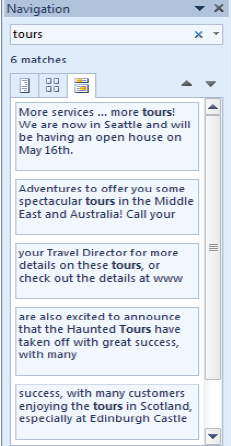 Navigation
tours
6 matches
More services ... more tours!
We are now in Seattle and will
be having an open house on
May 16th.
Adventures to offer you some
spectacular tours in the Middle
East and Australia! Call your
your Travel Director for more
details on these tours, or
check out the details at www
are also excited to announce
that the Haunted Tours have
taken off with great success,
with many
success, with many customers
enjoying the tours in Scotland,
especially at Edinburgh Castle